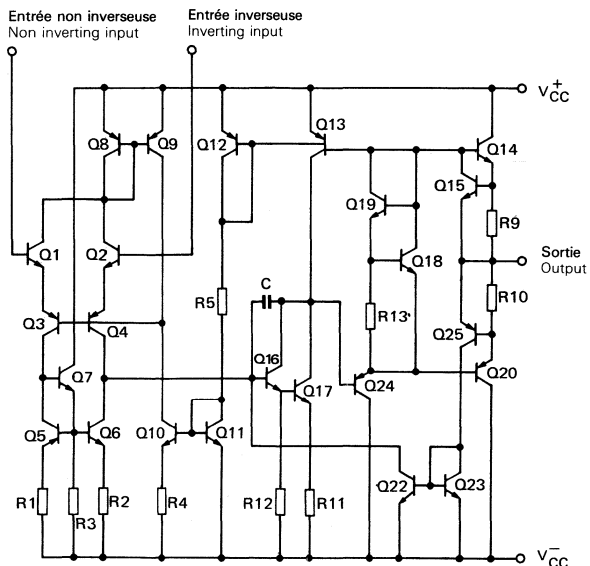 Entrée non inverseuse
Non inverting input
Entrée inverseuse
Inverting input
V+CC
Q13
Q8
Q9
Q12
Q14
Q15
Q19
R9
Q1
Q2
Q18
Sortie
Output
C
R5
R10
Q3
Q4
R13
Q25
Q16
Q7
Q17
Q24
Q20
Q5
Q6
Q10
Q11
Q22
Q23
R1
R3
R2
R4
R12
R11
V–CC